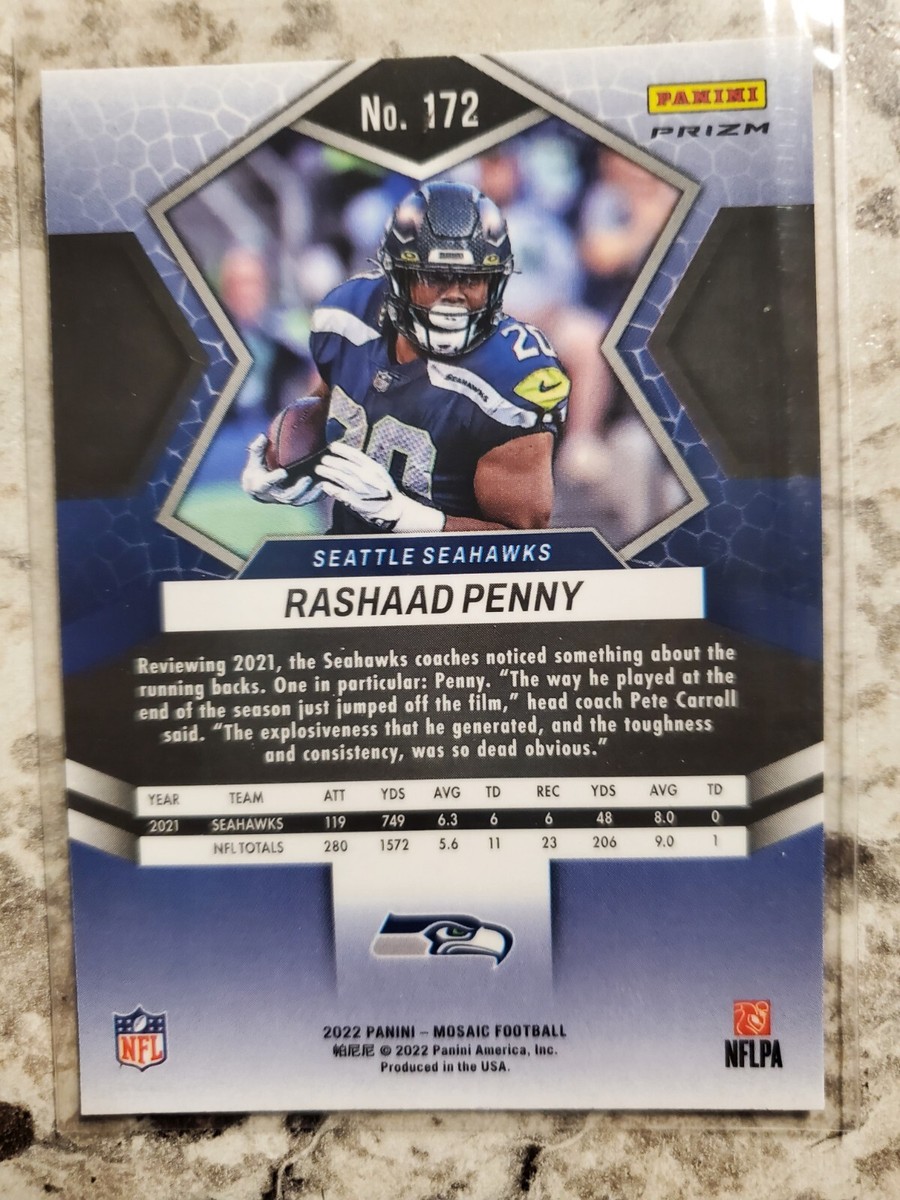 No. 172
PANINI
PRIZM
20
SEAHAWKS
20
SEATTLE SEAHAWKS
RASHAAD PENNY
Reviewing 2021, the Seahawks coaches noticed something about the
running backs. One in particular: Penny. “The way he played at the
end of the season just jumped off the film,” head coach Pete Carroll
said. “The explosiveness that he generated, and the toughness
and consistency, was so dead obvious.”
YEAR TEAM ATT YDS AVG TD REC YDS AVG TD
2021 SEAHAWKS 119 749 6.3 6 6 48 8.0 0
NFL TOTALS 280 1572 5.6 11 23 206 9.0 1
2022 PANINI – MOSAIC FOOTBALL
帕尼尼 © 2022 Panini America, Inc.
Produced in the USA.
NFL
NFLPA